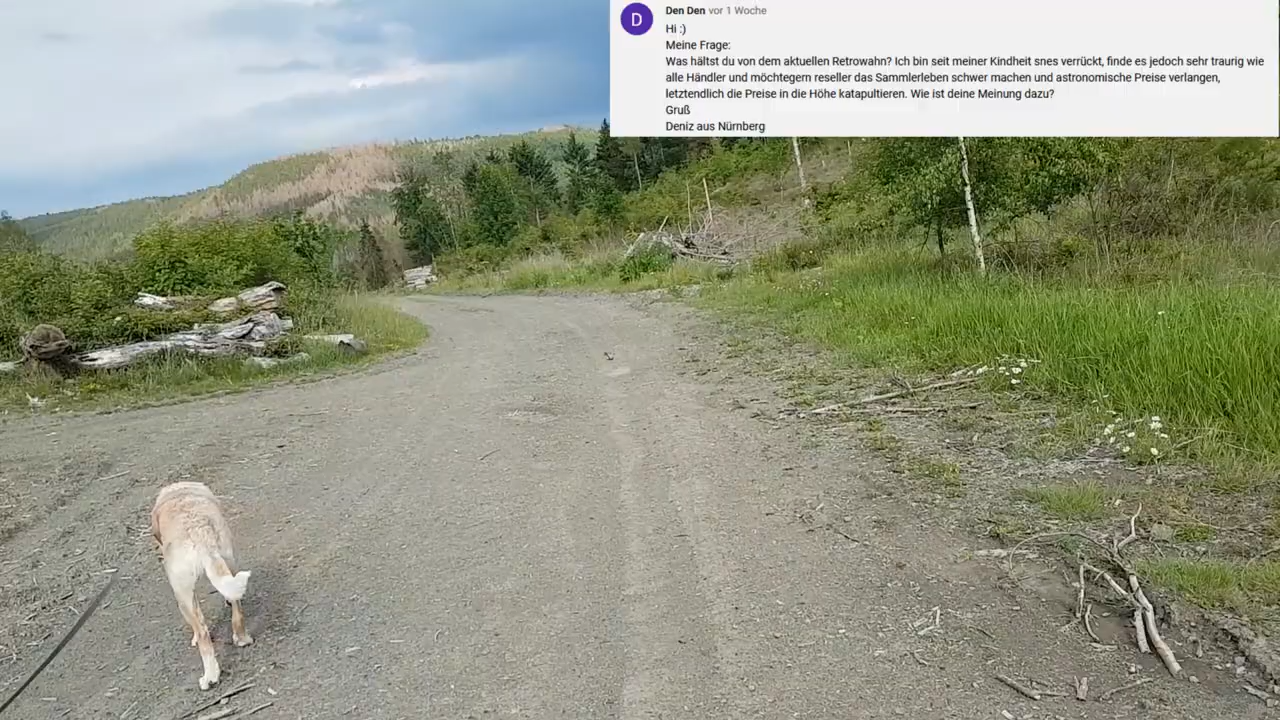 D
Den Den vor 1 Woche
Hi :)
Meine Frage:
Was hältst du von dem aktuellen Retrowahn? Ich bin seit meiner Kindheit snes verrückt, finde es jedoch sehr traurig wie
alle Händler und möchtegern reseller das Sammlerleben schwer machen und astronomische Preise verlangen,
letztendlich die Preise in die Höhe katapultieren. Wie ist deine Meinung dazu?
Gruß
Deniz aus Nürnberg